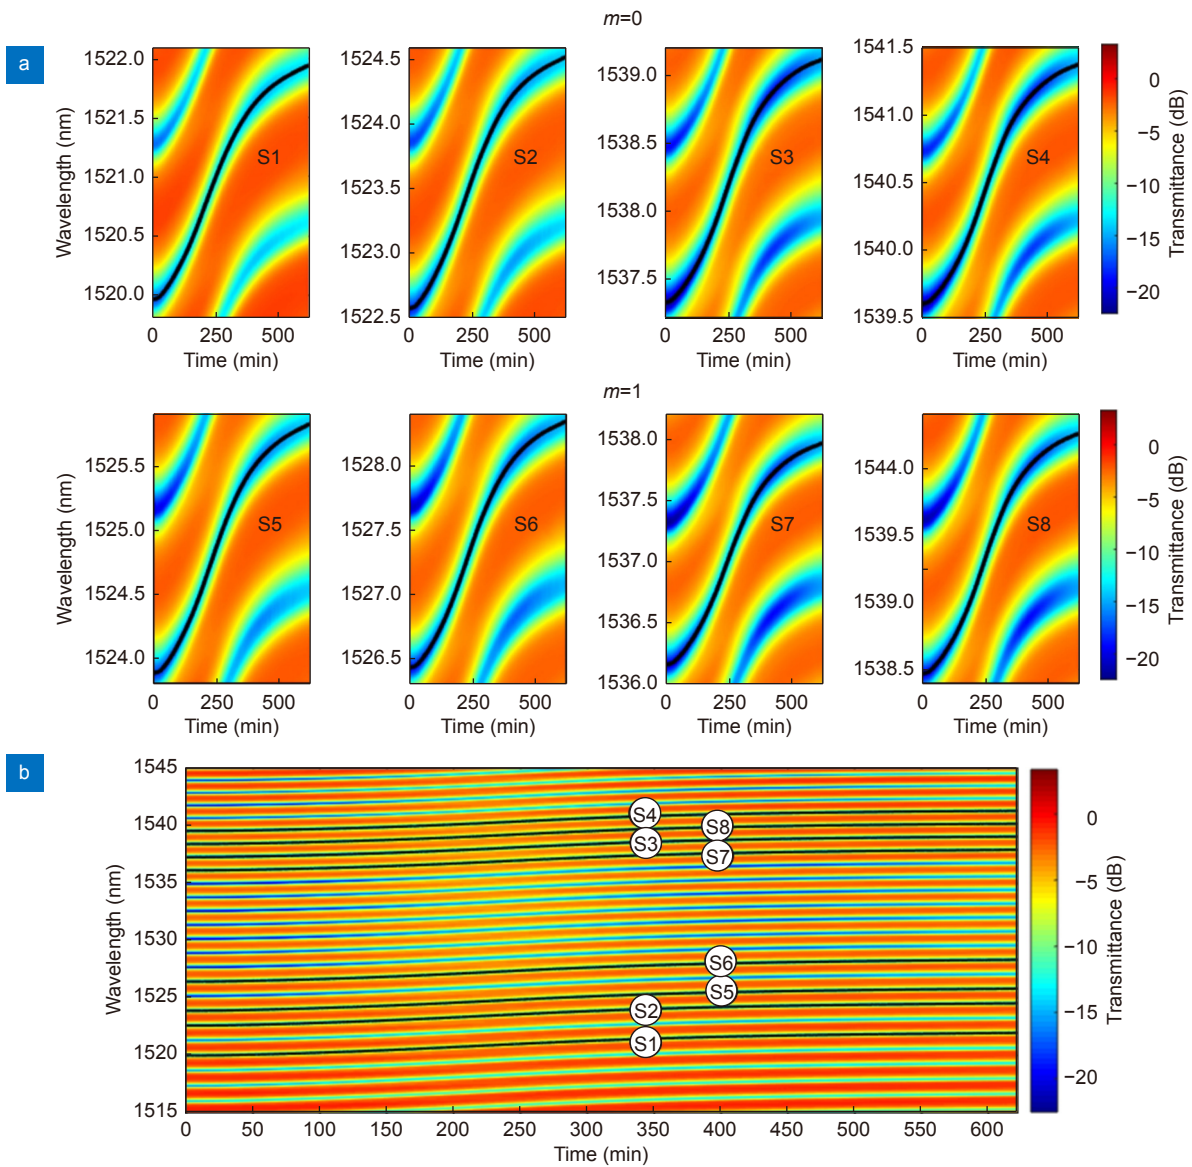 m=0
a
1522.0
1521.5
1521.0
1520.5
1520.0
Wavelength (nm)
S1
0 250 500
Time (min)
1524.5
1524.0
1523.5
1523.0
1522.5
S2
0 250 500
Time (min)
1539.0
1538.5
1538.0
1537.5
S3
0 250 500
Time (min)
1541.5
1541.0
1540.5
1540.0
1539.5
S4
0 250 500
Time (min)
0
−5
−10
−15
−20
Transmittance (dB)
m=1
1525.5
1525.0
1524.5
1524.0
Wavelength (nm)
S5
0 250 500
Time (min)
1528.0
1527.5
1527.0
1526.5
S6
0 250 500
Time (min)
1538.0
1537.5
1537.0
1536.5
1536.0
S7
0 250 500
Time (min)
1544.0
1539.5
1539.0
1538.5
S8
0 250 500
Time (min)
0
−5
−10
−15
−20
Transmittance (dB)
b
1545
1540
1535
1530
1525
1520
1515
Wavelength (nm)
S4
S8
S3
S7
S6
S5
S2
S1
0 50 100 150 200 250 300 350 400 450 500 550 600
Time (min)
0
−5
−10
−15
−20
Transmittance (dB)